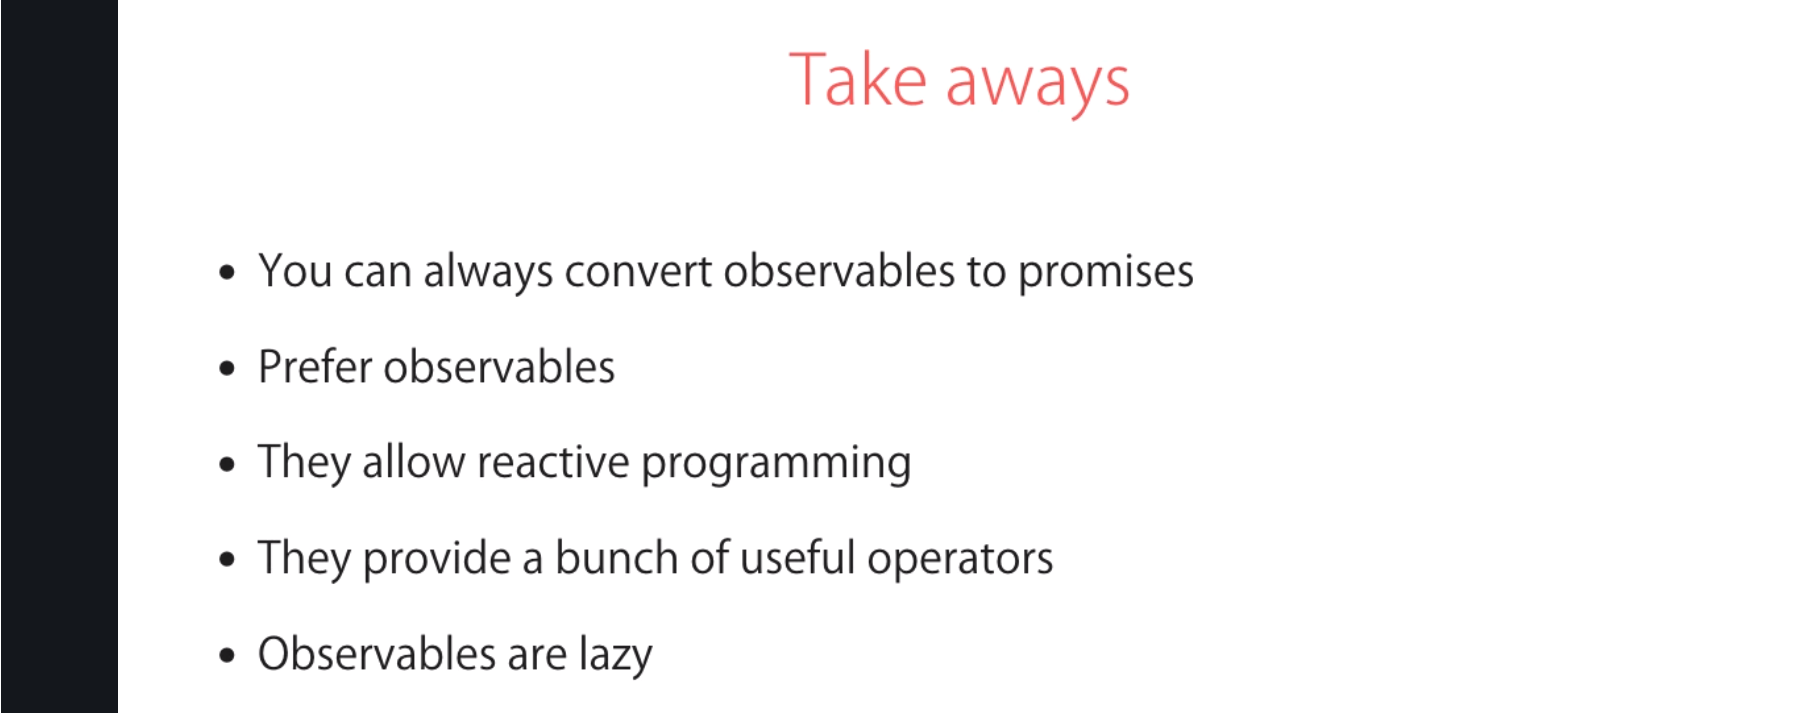 Take aways
• You can always convert observables to promises
• Prefer observables
• They allow reactive programming
• They provide a bunch of useful operators
• Observables are lazy